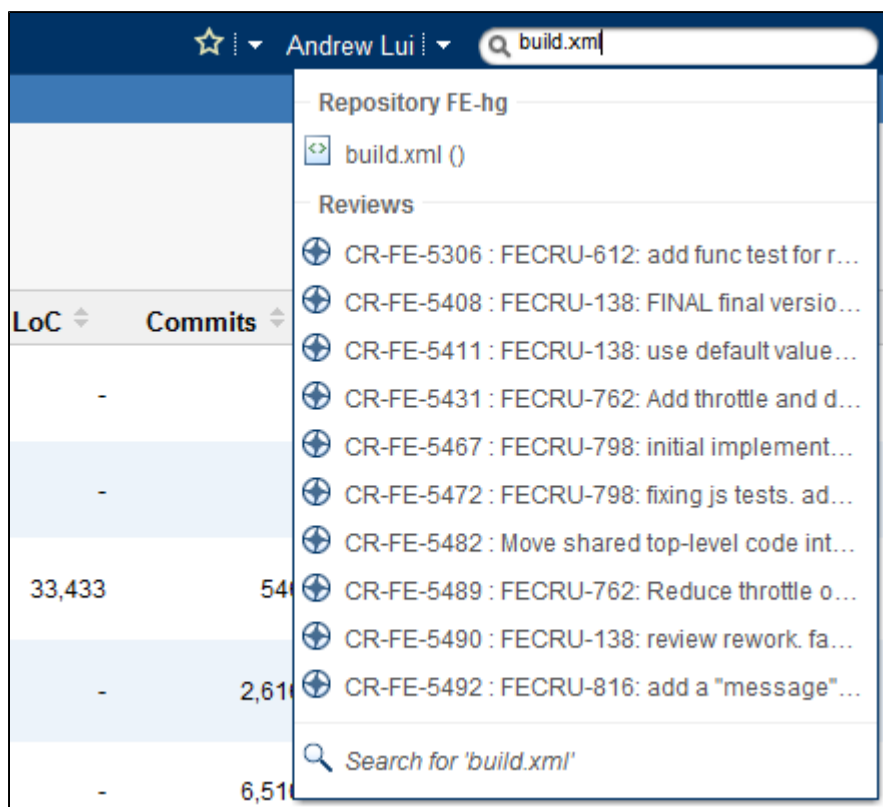 Andrew Lui
build.xml
Repository FE-hg
build.xml ()
Reviews
CR-FE-5306 : FECRU-612: add func test for r…
CR-FE-5408 : FECRU-138: FINAL final versio…
CR-FE-5411 : FECRU-138: use default value…
CR-FE-5431 : FECRU-762: Add throttle and d…
CR-FE-5467 : FECRU-798: initial implement…
CR-FE-5472 : FECRU-798: fixing js tests. ad…
CR-FE-5482 : Move shared top-level code int…
CR-FE-5489 : FECRU-762: Reduce throttle o…
CR-FE-5490 : FECRU-138: review rework. fa…
CR-FE-5492 : FECRU-816: add a "message"…
Search for 'build.xml'
LoC Commits
-
-
33,433
-
-